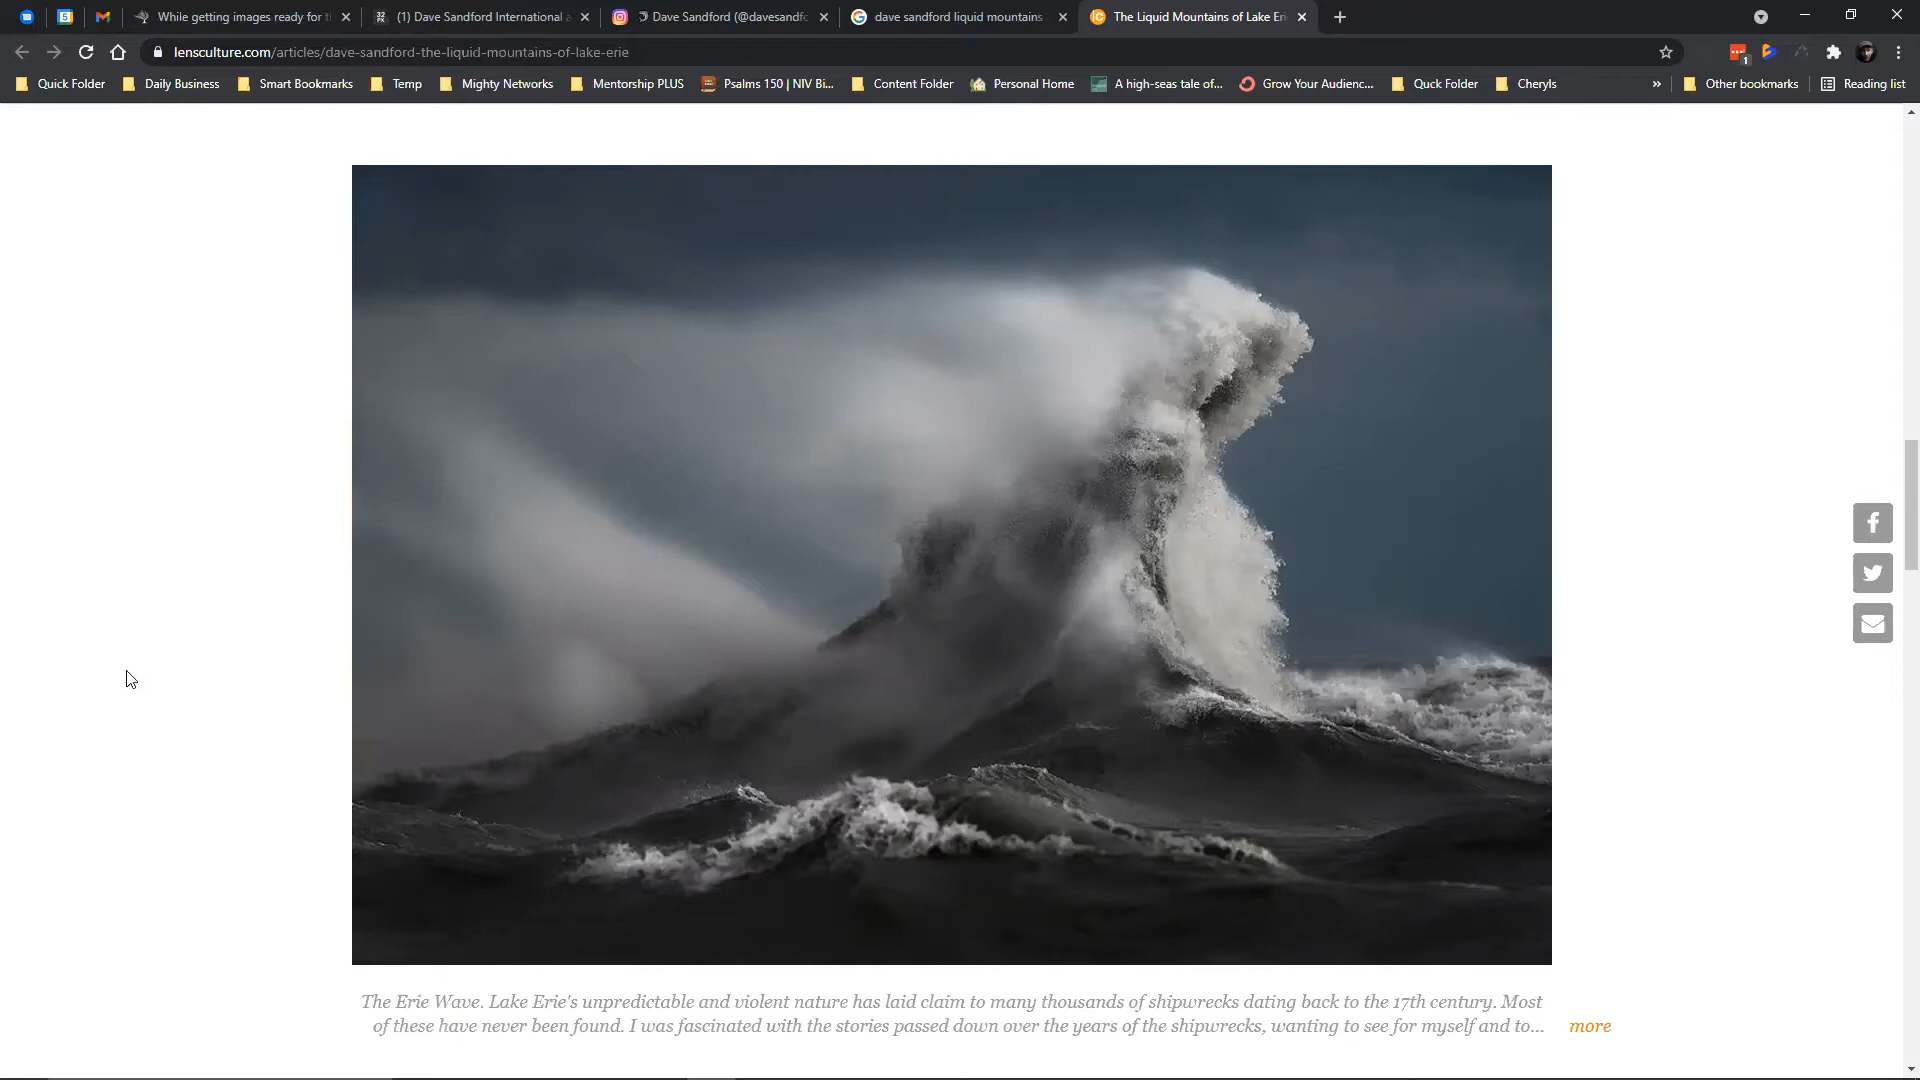 While getting images ready for t
(1) Dave Sandford International a
Dave Sandford (@davesandfo
dave sandford liquid mountains
The Liquid Mountains of Lake Eri
lensculture.com/articles/dave-sandford-the-liquid-mountains-of-lake-erie
Quick Folder
Daily Business
Smart Bookmarks
Temp
Mighty Networks
Mentorship PLUS
Psalms 150 | NIV Bi...
Content Folder
Personal Home
A high-seas tale of...
Grow Your Audienc...
Quck Folder
Cheryls
»
Other bookmarks
Reading list
The Erie Wave. Lake Erie's unpredictable and violent nature has laid claim to many thousands of shipwrecks dating back to the 17th century. Most
of these have never been found. I was fascinated with the stories passed down over the years of the shipwrecks, wanting to see for myself and to... more